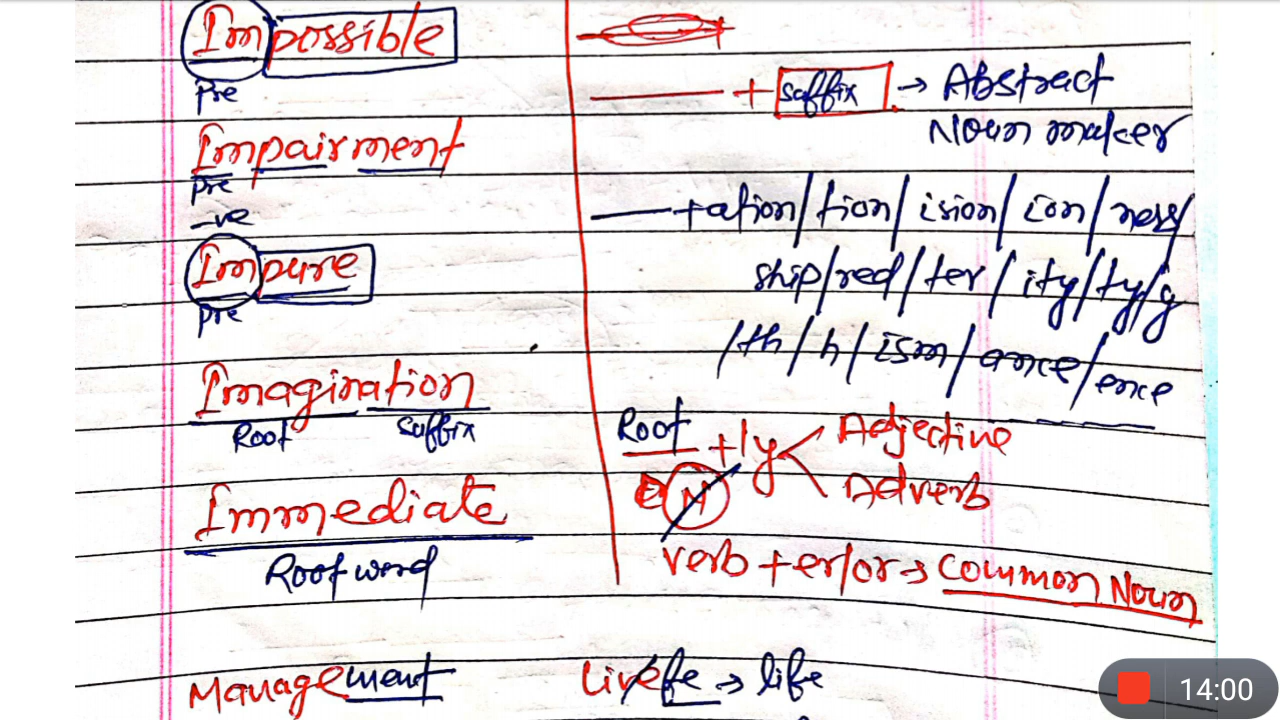 Impossible
Pre
Impairment
Pre
-ve
Impure
Pre
Imagination
Root Suffix
Immediate
Root word
Management
+ Suffix → Abstract
Noun maker
+ation/tion/ision/ion/ness/
ship/red/ter/ity/ty/y
/th/h/ism/ance/ence
Root
+ly < Adjective
Adverb
N
verb + er/or → Common Noun
Livefe → life
14:00